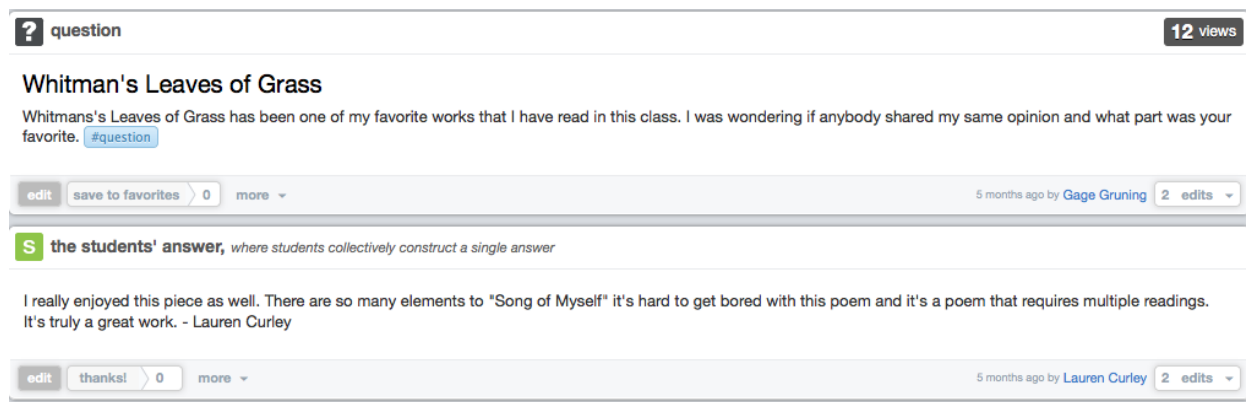 ? question
12 views
Whitman's Leaves of Grass
Whitmans's Leaves of Grass has been one of my favorite works that I have read in this class. I was wondering if anybody shared my same opinion and what part was your
favorite. #question
edit save to favorites 0 more
5 months ago by Gage Gruning 2 edits
S the students' answer, where students collectively construct a single answer
I really enjoyed this piece as well. There are so many elements to "Song of Myself" it's hard to get bored with this poem and it's a poem that requires multiple readings.
It's truly a great work. - Lauren Curley
edit thanks! 0 more
5 months ago by Lauren Curley 2 edits